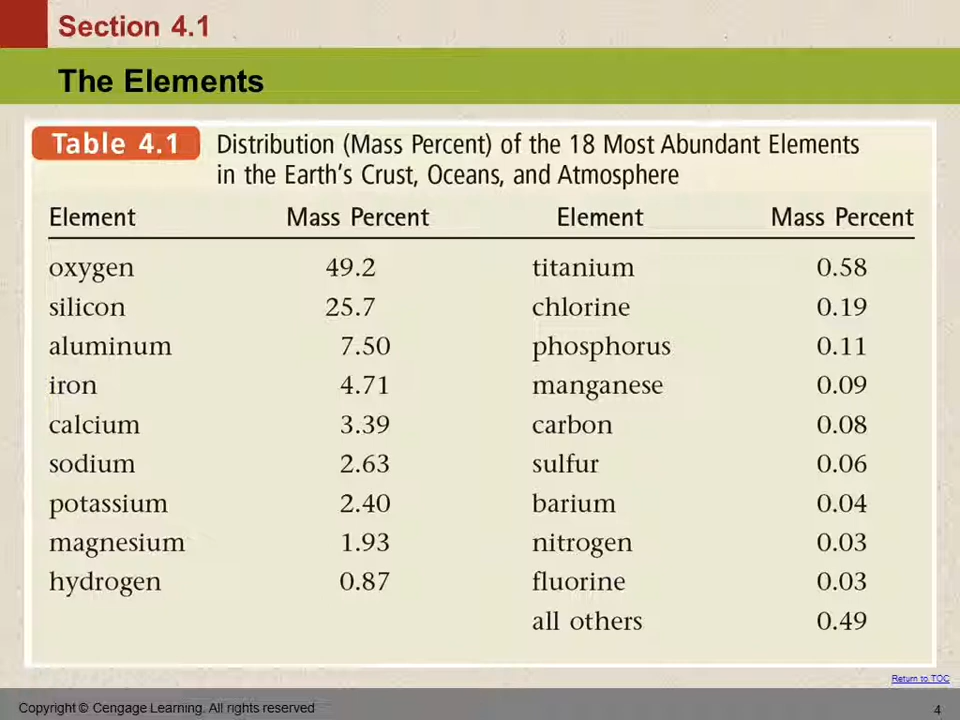 Section 4.1
The Elements
Table 4.1 Distribution (Mass Percent) of the 18 Most Abundant Elements
in the Earth's Crust, Oceans, and Atmosphere
Element Mass Percent Element Mass Percent
oxygen 49.2 titanium 0.58
silicon 25.7 chlorine 0.19
aluminum 7.50 phosphorus 0.11
iron 4.71 manganese 0.09
calcium 3.39 carbon 0.08
sodium 2.63 sulfur 0.06
potassium 2.40 barium 0.04
magnesium 1.93 nitrogen 0.03
hydrogen 0.87 fluorine 0.03
all others 0.49
Return to TOC
Copyright © Cengage Learning. All rights reserved 4